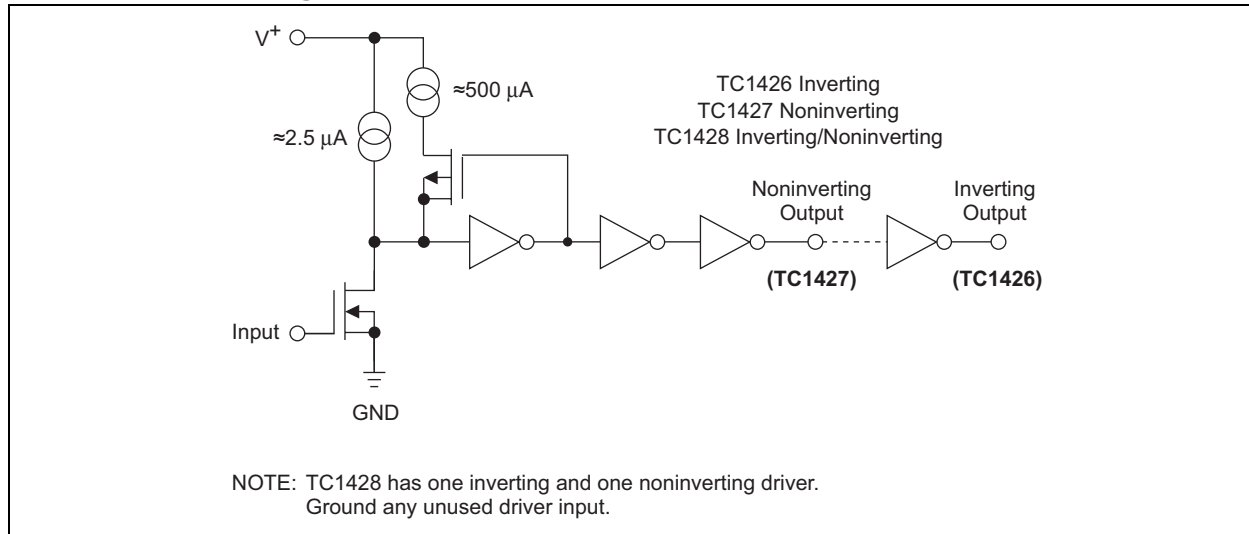 V+
≈500 μA
≈2.5 μA
TC1426 Inverting
TC1427 Noninverting
TC1428 Inverting/Noninverting
Noninverting
Output
Inverting
Output
(TC1427)
(TC1426)
Input
GND
NOTE: TC1428 has one inverting and one noninverting driver.
Ground any unused driver input.